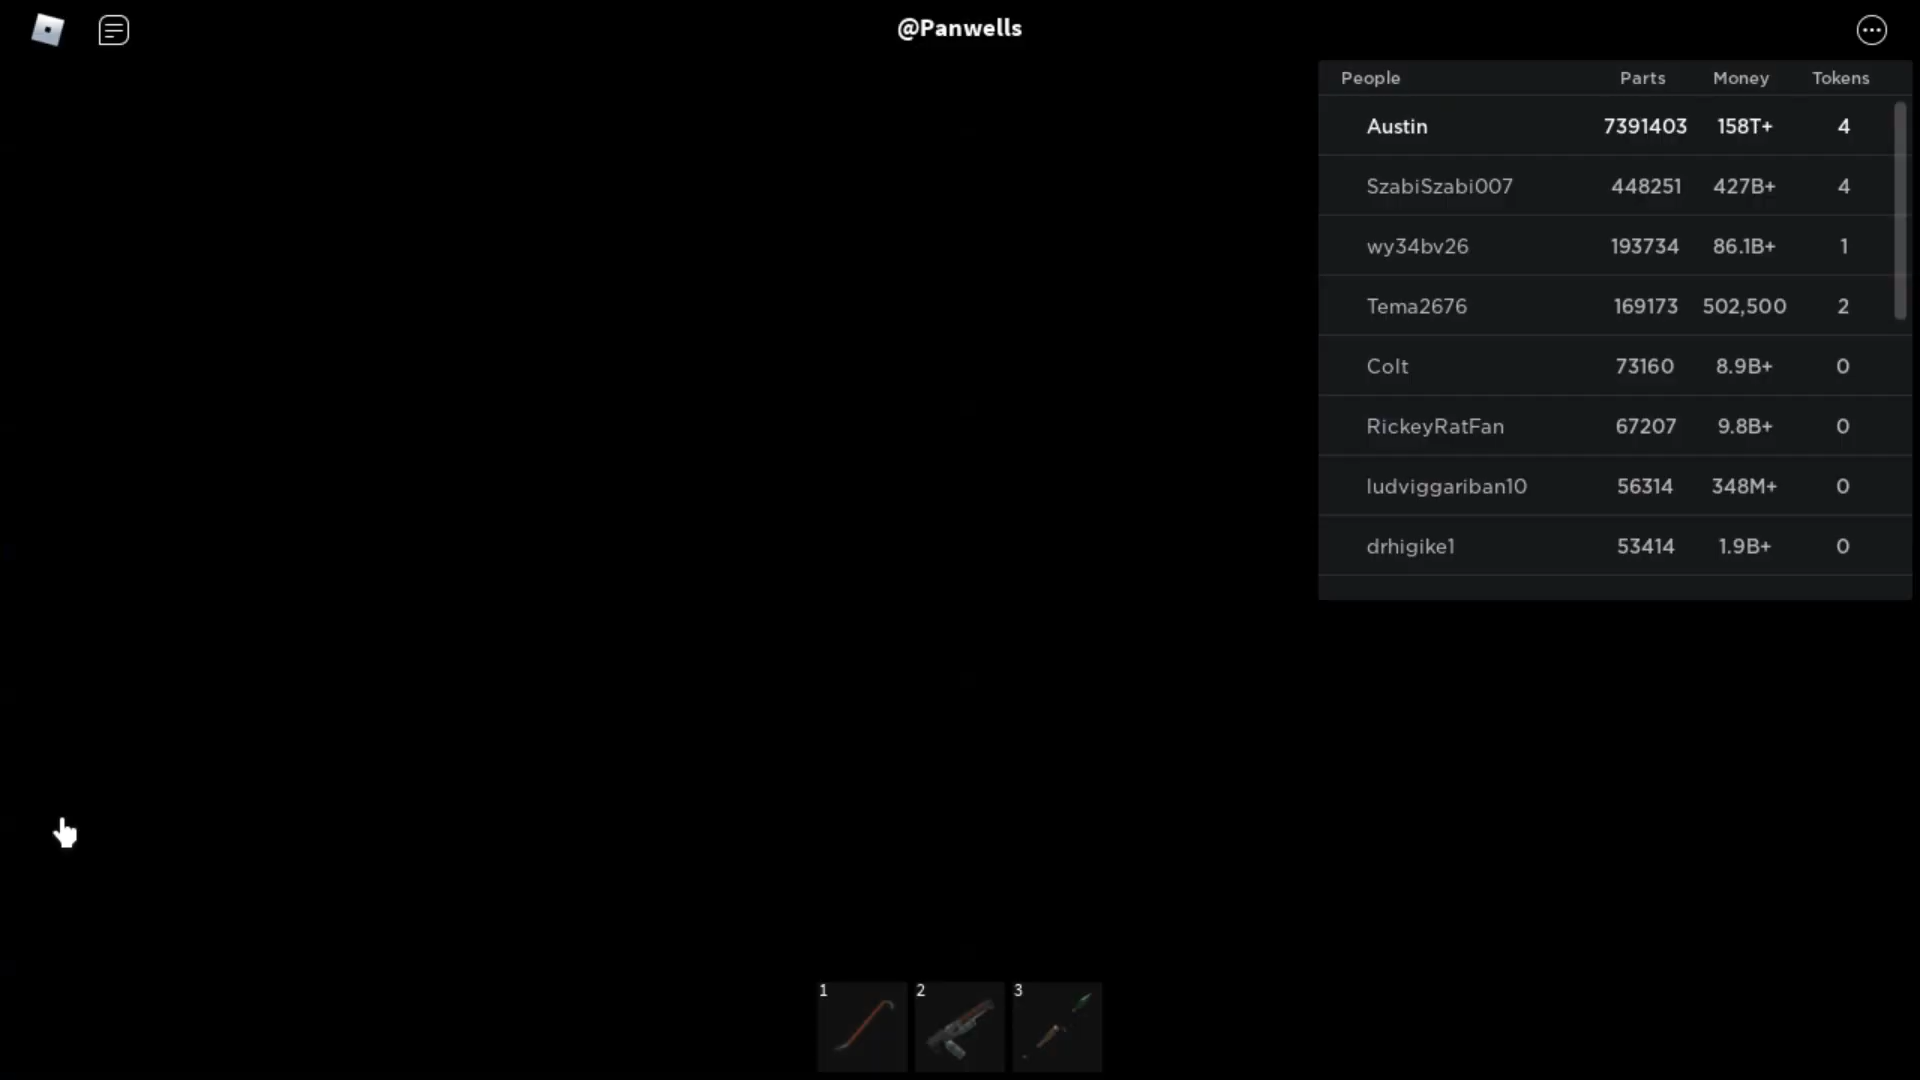 @Panwells
People Parts Money Tokens
Austin 7391403 158T+ 4
SzabiSzabi007 448251 427B+ 4
wy34bv26 193734 86.1B+ 1
Tema2676 169173 502,500 2
Colt 73160 8.9B+ 0
RickeyRatFan 67207 9.8B+ 0
ludviggariban10 56314 348M+ 0
drhigike1 53414 1.9B+ 0
1 2 3